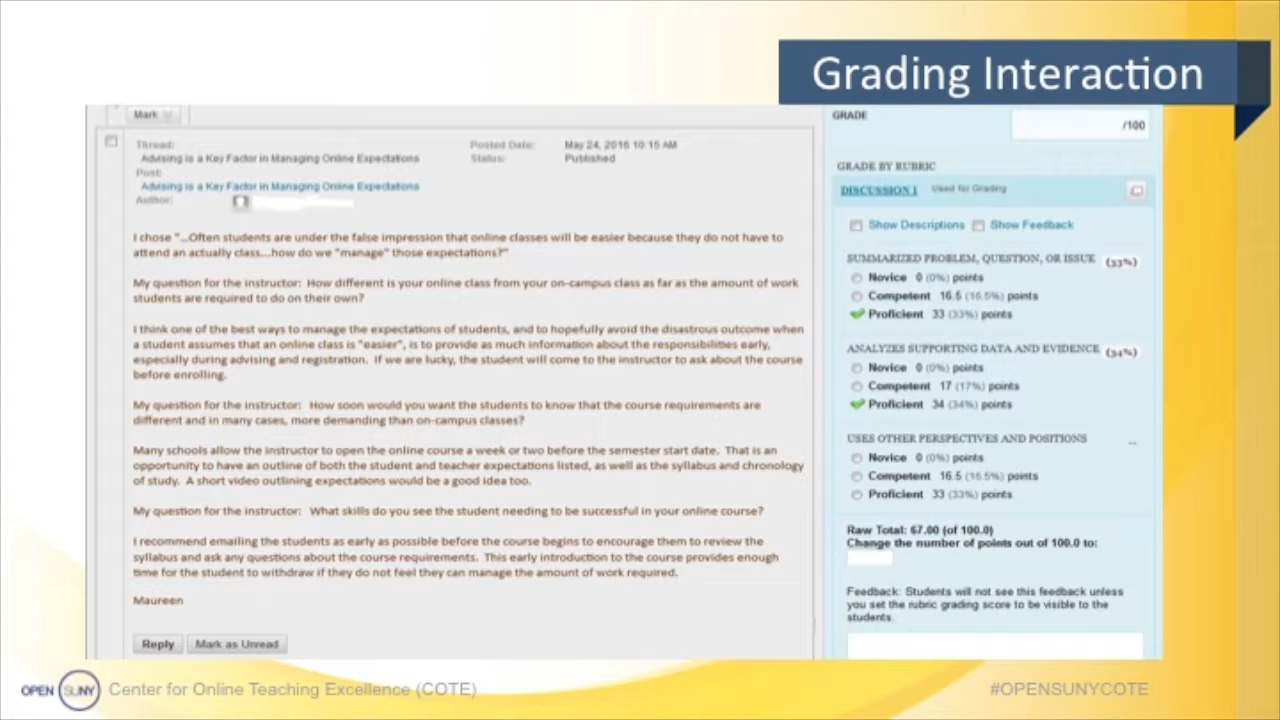 Grading Interaction
Mark
Thread:
Advising is a Key Factor in Managing Online Expectations
Post:
Advising is a Key Factor in Managing Online Expectations
Author:
Posted Date: May 24, 2016 10:15 AM
Status: Published
I chose "...Often students are under the false impression that online classes will be easier because they do not have to
attend an actually class...how do we "manage" those expectations?"
My question for the instructor: How different is your online class from your on-campus class as far as the amount of work
students are required to do on their own?
I think one of the best ways to manage the expectations of students, and to hopefully avoid the disastrous outcome when
a student assumes that an online class is "easier", is to provide as much information about the responsibilities early,
especially during advising and registration. If we are lucky, the student will come to the instructor to ask about the course
before enrolling.
My question for the instructor: How soon would you want the students to know that the course requirements are
different and in many cases, more demanding than on-campus classes?
Many schools allow the instructor to open the online course a week or two before the semester start date. That is an
opportunity to have an outline of both the student and teacher expectations listed, as well as the syllabus and chronology
of study. A short video outlining expectations would be a good idea too.
My question for the instructor: What skills do you see the student needing to be successful in your online course?
I recommend emailing the students as early as possible before the course begins to encourage them to review the
syllabus and ask any questions about the course requirements. This early introduction to the course provides enough
time for the student to withdraw if they do not feel they can manage the amount of work required.
Maureen
Reply Mark as Unread
GRADE
/100
GRADE BY RUBRIC
DISCUSSION 1 Used for Grading
Show Descriptions Show Feedback
SUMMARIZED PROBLEM, QUESTION, OR ISSUE (33%)
Novice 0 (0%) points
Competent 16.5 (16.5%) points
Proficient 33 (33%) points
ANALYZES SUPPORTING DATA AND EVIDENCE (34%)
Novice 0 (0%) points
Competent 17 (17%) points
Proficient 34 (34%) points
USES OTHER PERSPECTIVES AND POSITIONS ...
Novice 0 (0%) points
Competent 16.5 (16.5%) points
Proficient 33 (33%) points
Raw Total: 67.00 (of 100.0)
Change the number of points out of 100.0 to:
Feedback: Students will not see this feedback unless
you set the rubric grading score to be visible to the
students.
OPEN SUNY Center for Online Teaching Excellence (COTE)
#OPENSUNYCOTE